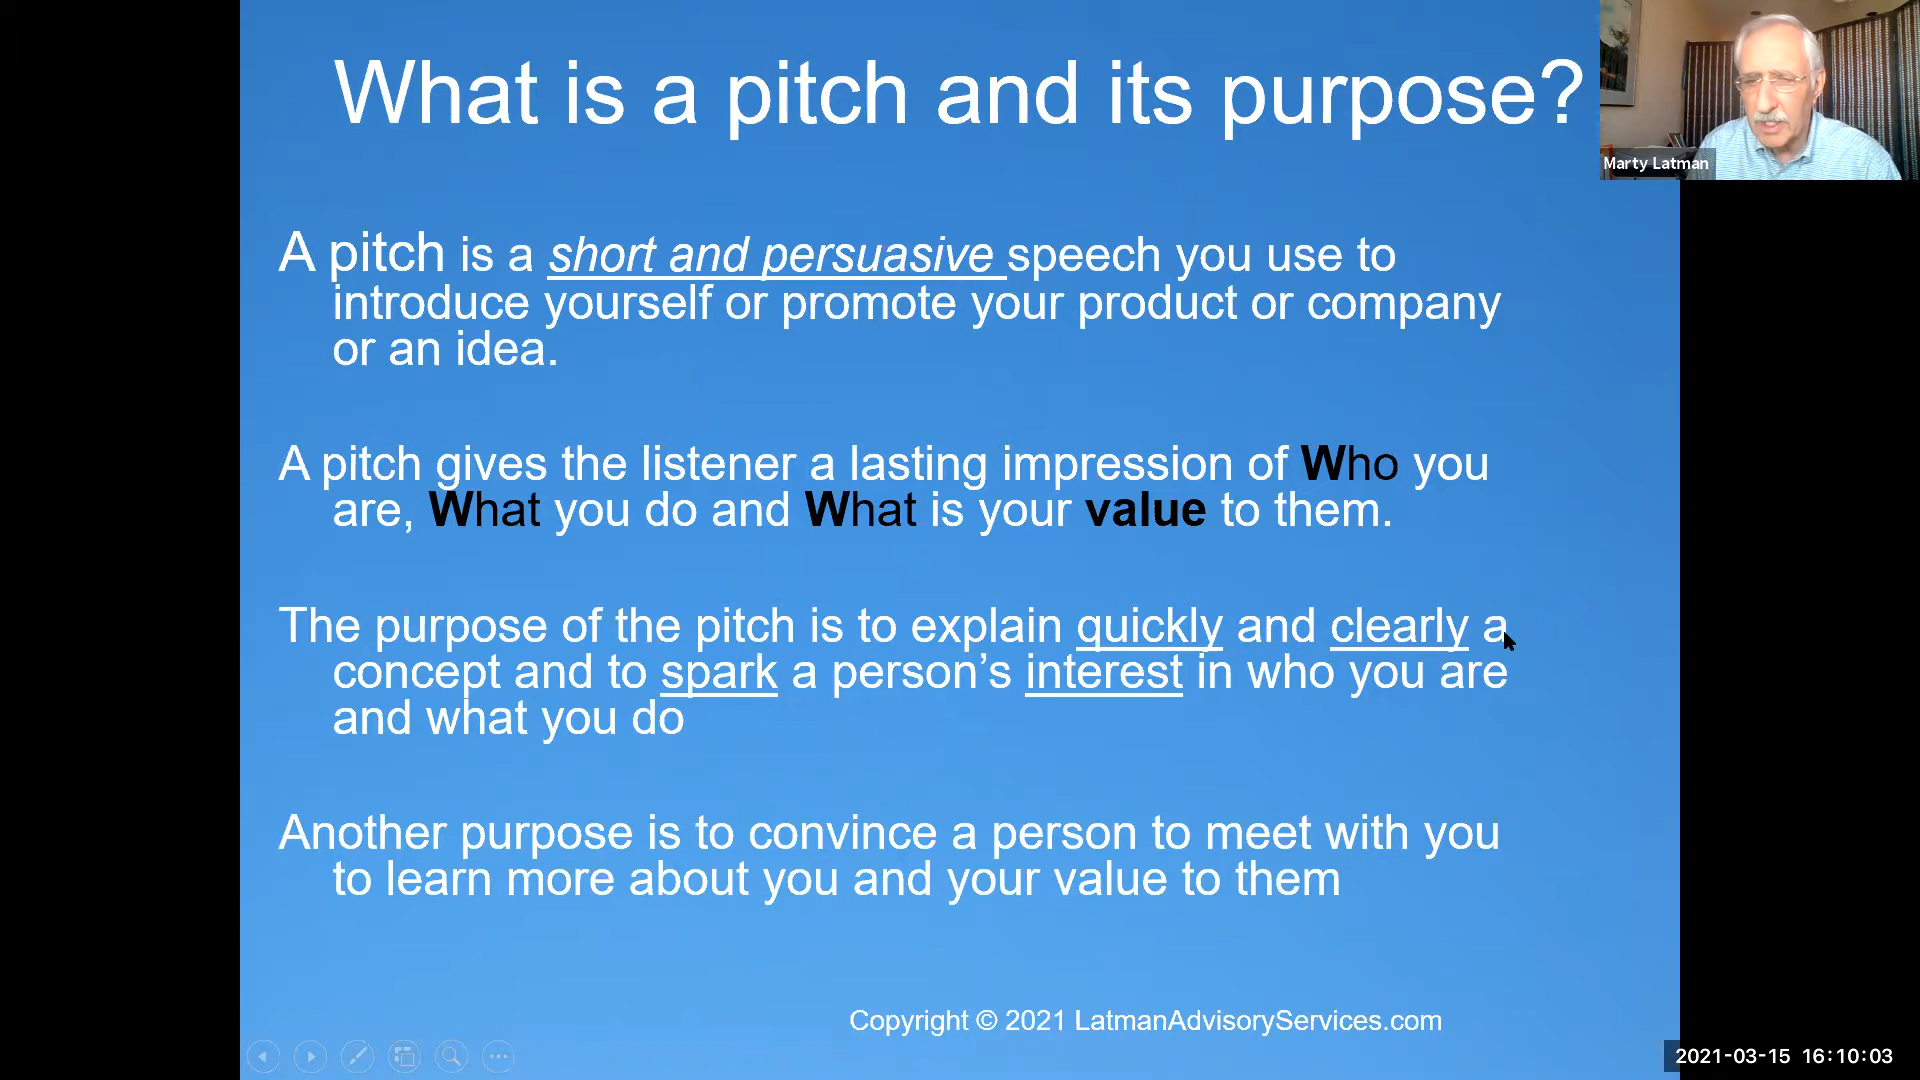 What is a pitch and its purpose?
Marty Latman
A pitch is a short and persuasive speech you use to
introduce yourself or promote your product or company
or an idea.
A pitch gives the listener a lasting impression of Who you
are, What you do and What is your value to them.
The purpose of the pitch is to explain quickly and clearly a
concept and to spark a person’s interest in who you are
and what you do
Another purpose is to convince a person to meet with you
to learn more about you and your value to them
Copyright © 2021 LatmanAdvisoryServices.com
2021-03-15 16:10:03